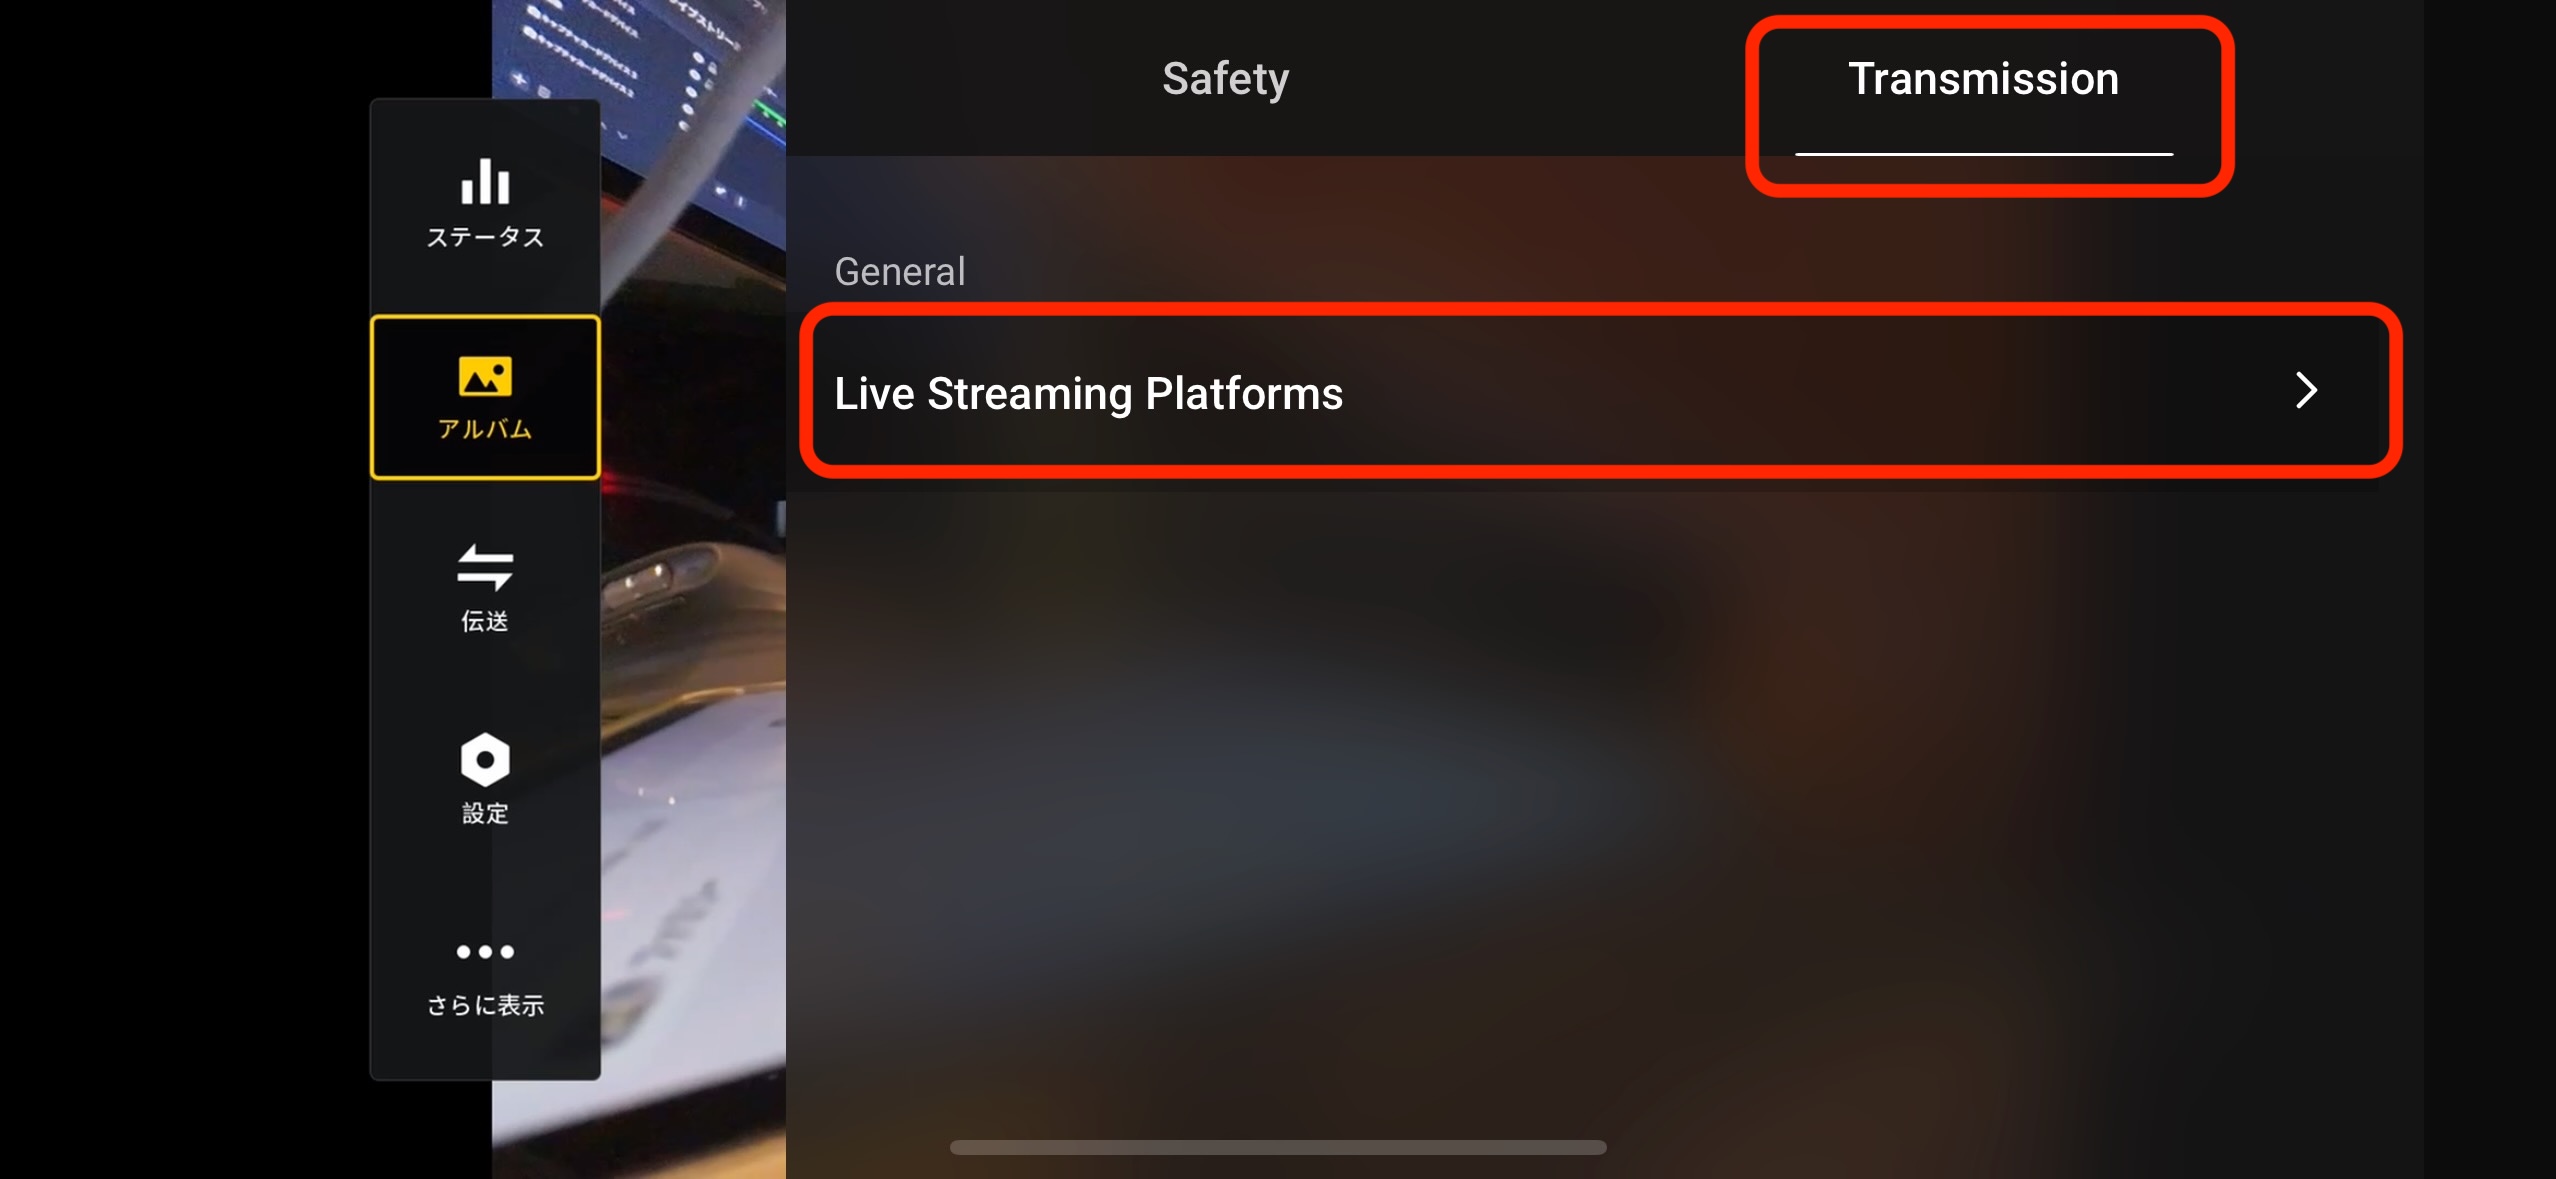 ステータス
アルバム
伝送
設定
さらに表示
Safety
Transmission
General
Live Streaming Platforms